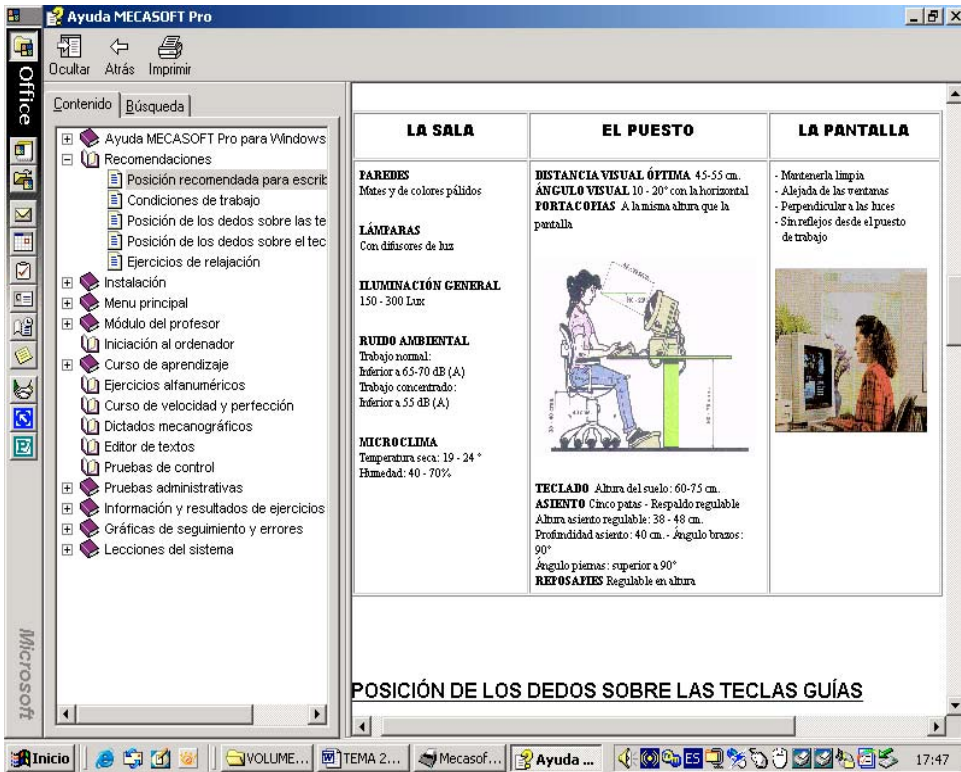 Ayuda MECASOFT Pro
Ocultar Atrás Imprimir
Office
Microsoft
Contenido Búsqueda
Ayuda MECASOFT Pro para Windows
Recomendaciones
Posición recomendada para escrib
Condiciones de trabajo
Posición de los dedos sobre las te
Posición de los dedos sobre el tec
Ejercicios de relajación
Instalación
Menu principal
Módulo del profesor
Iniciación al ordenador
Curso de aprendizaje
Ejercicios alfanuméricos
Curso de velocidad y perfección
Dictados mecanográficos
Editor de textos
Pruebas de control
Pruebas administrativas
Información y resultados de ejercicios
Gráficas de seguimiento y errores
Lecciones del sistema
LA SALA
PAREDES
Mates y de colores pálidos
LÁMPARAS
Con difusores de luz
ILUMINACIÓN GENERAL
150 - 300 Lux
RUIDO AMBIENTAL
Trabajo normal:
Inferior a 65-70 dB (A)
Trabajo concentrado:
Inferior a 55 dB (A)
MICROCLIMA
Temperatura seca: 19 - 24 °
Humedad: 40 - 70%
EL PUESTO
DISTANCIA VISUAL ÓPTIMA 45-55 cm.
ÁNGULO VISUAL 10 - 20° con la horizontal
PORTACOPIAS A la misma altura que la
pantalla
TECLADO Altura del suelo: 60-75 cm.
ASIENTO Cinco patas - Respaldo regulable
Altura asiento regulable: 38 - 48 cm.
Profundidad asiento: 40 cm. - Ángulo brazos:
90°
Ángulo piernas: superior a 90°
REPOSAPIES Regulable en altura
LA PANTALLA
- Mantenerla limpia
- Alejada de las ventanas
- Perpendicular a las luces
- Sin reflejos desde el puesto
de trabajo
POSICIÓN DE LOS DEDOS SOBRE LAS TECLAS GUÍAS
Inicio VOLUME... TEMA 2... Mecasof... Ayuda ... ES 17:47